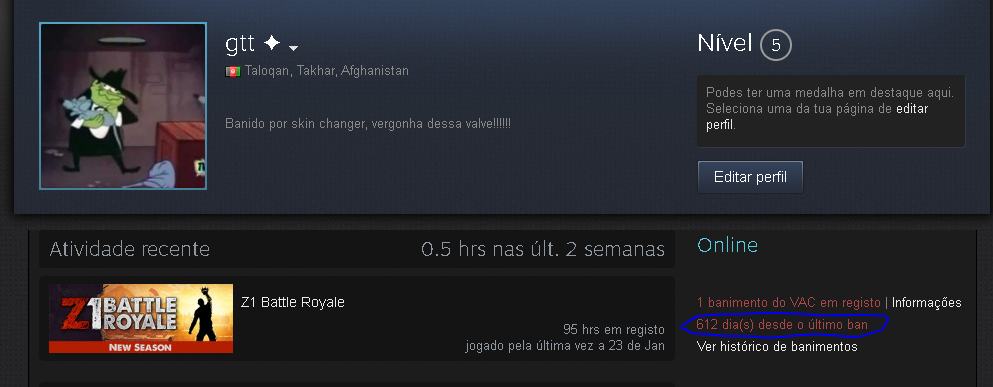 gtt ✦
Taloqan, Takhar, Afghanistan
Banido por skin changer, vergonha dessa valve!!!!!!
Nível 5
Podes ter uma medalha em destaque aqui.
Seleciona uma da tua página de editar
perfil.
Editar perfil
Atividade recente 0.5 hrs nas últ. 2 semanas
Z1 BATTLE
ROYALE
NEW SEASON
Z1 Battle Royale
95 hrs em registo
jogado pela última vez a 23 de Jan
Online
1 banimento do VAC em registo | Informações
612 dia(s) desde o último ban
Ver histórico de banimentos